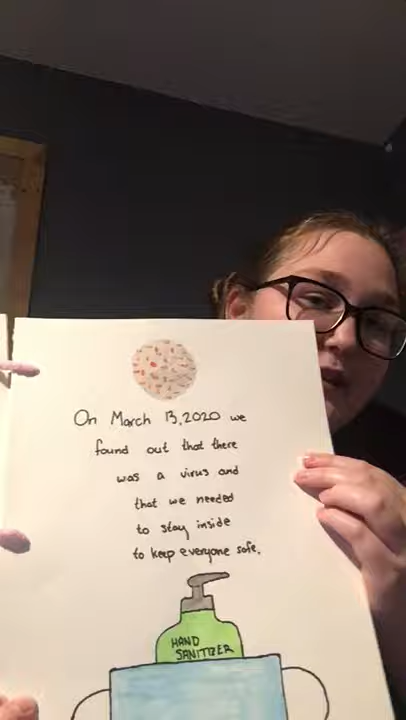 On March 13, 2020 we
found out that there
was a virus and
that we needed
to stay inside
to keep everyone safe.
HAND
SANITIZER